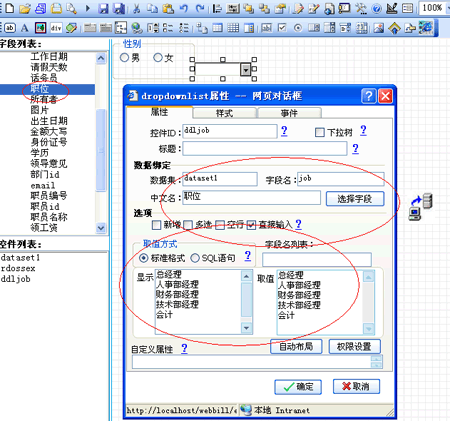 100%
ab A
字段列表:
工作日期
请假天数
话务员
职位
所有者
图片
出生日期
金额大写
身份证号
学历
领导意见
部门id
email
职员编号
职员id
职员名称
领工货
控件列表:
dataset1
rdossex
ddljob
性别
男 女
dropdownlist属性 -- 网页对话框
属性 样式 事件
控件ID: ddljob ? 下拉树 ?
标题: ?
数据绑定
数据集: dataset1 字段名: job
中文名: 职位 选择字段
选项
新增 多选 空行 直接输入 ?
取值方式 字段名列表:
标准格式 SQL语句 ?
显示 总经理
人事部经理
财务部经理
技术部经理
会计
取值 总经理
人事部经理
财务部经理
技术部经理
会计
自定义属性 ? 自动布局 权限设置
确定 取消
http://localhost/webbill/e 本地 Intranet